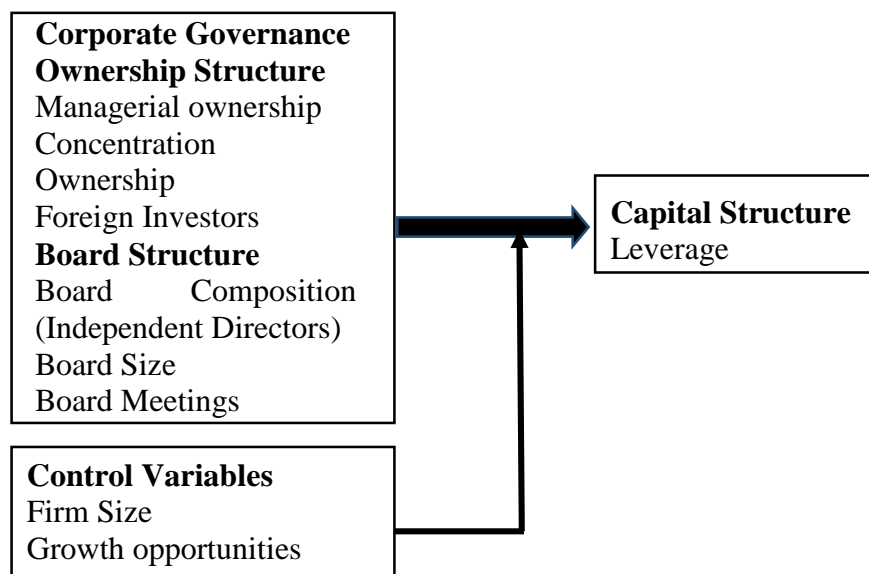 Corporate Governance
Ownership Structure
Managerial ownership
Concentration
Ownership
Foreign Investors
Board Structure
Board Composition
(Independent Directors)
Board Size
Board Meetings
Capital Structure
Leverage
Control Variables
Firm Size
Growth opportunities